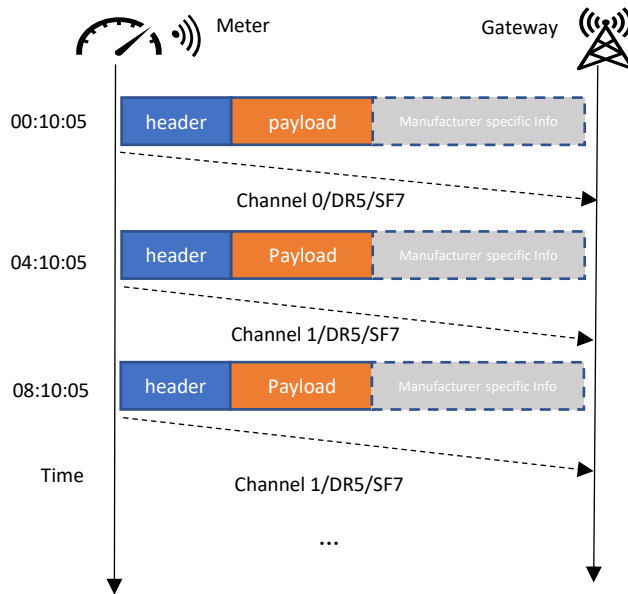 Meter
Gateway
00:10:05
header
payload
Manufacturer specific Info
Channel 0/DR5/SF7
04:10:05
header
Payload
Manufacturer specific Info
Channel 1/DR5/SF7
08:10:05
header
Payload
Manufacturer specific Info
Time
Channel 1/DR5/SF7
...